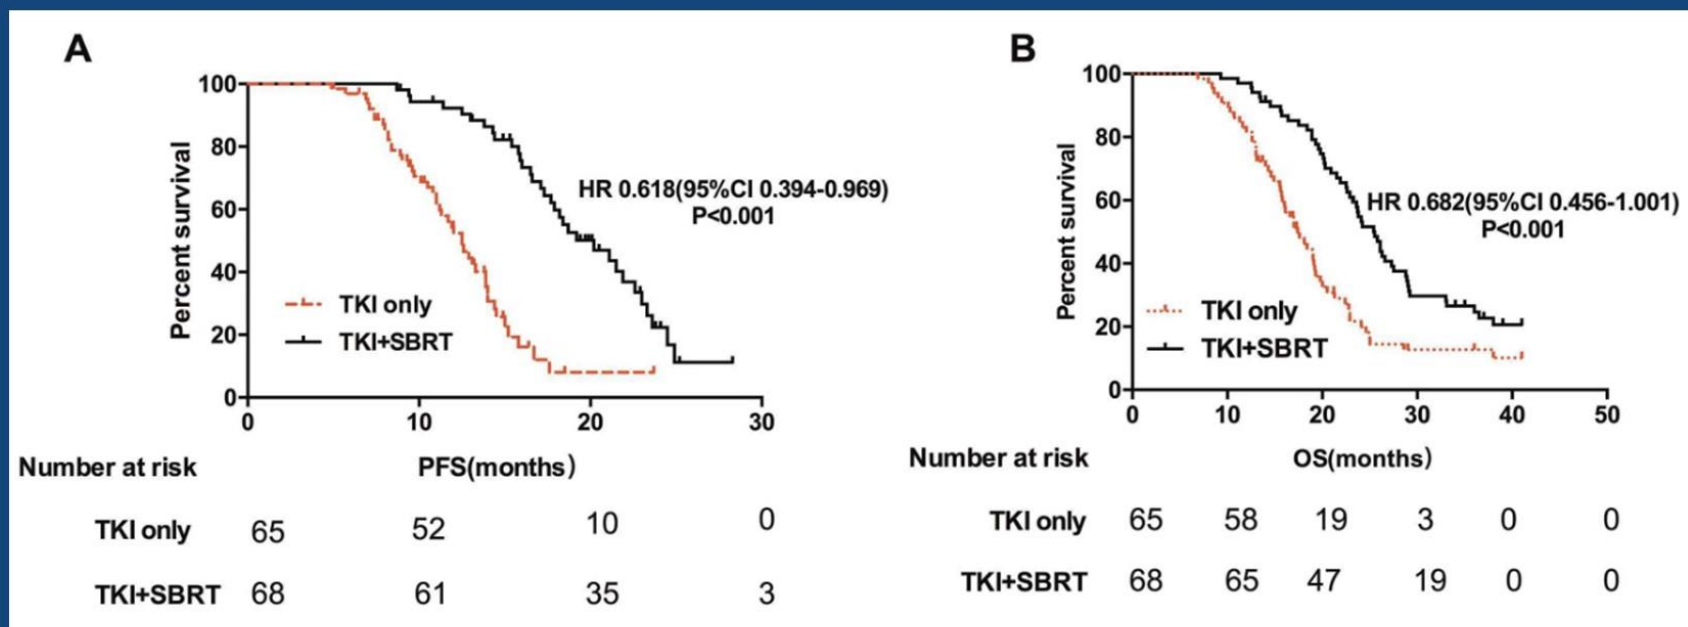 A
100
80
60
40
20
0
Percent survival
HR 0.618(95%CI 0.394-0.969)
P<0.001
TKI only
TKI+SBRT
0 10 20 30
PFS(months)
Number at risk
TKI only 65 52 10 0
TKI+SBRT 68 61 35 3
B
100
80
60
40
20
0
Percent survival
HR 0.682(95%CI 0.456-1.001)
P<0.001
TKI only
TKI+SBRT
0 10 20 30 40 50
OS(months)
Number at risk
TKI only 65 58 19 3 0 0
TKI+SBRT 68 65 47 19 0 0